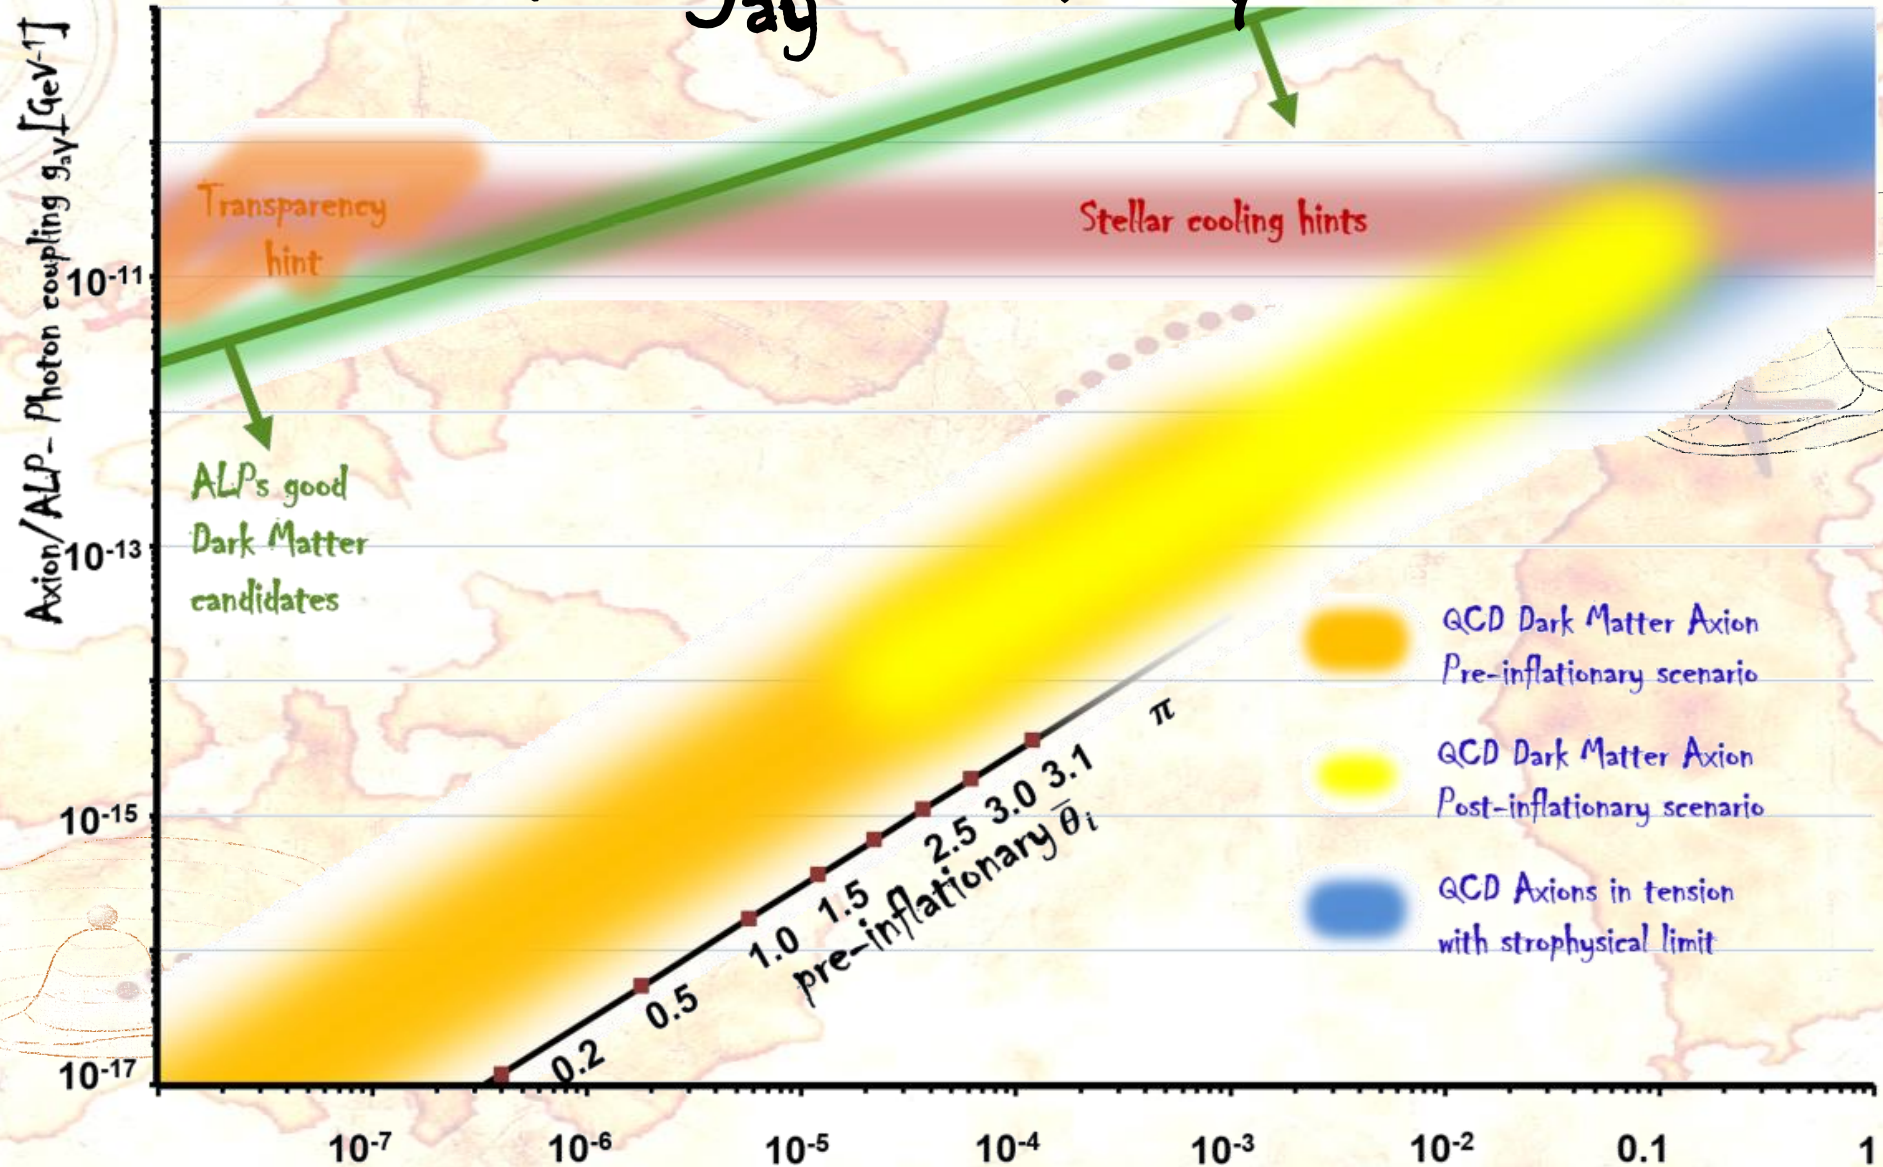 Jay
Axion/ALP- Photon coupling gaγ[GeV-1]
Transparency
hint
Stellar cooling hints
10-11
ALPs good
Dark Matter
candidates
10-13
QCD Dark Matter Axion
Pre-inflationary scenario
QCD Dark Matter Axion
Post-inflationary scenario
QCD Axions in tension
with strophysical limit
10-15
10-17
0.2
0.5
1.0
1.5
2.5
3.0
3.1
π
pre-inflationary θ̄i
10-7
10-6
10-5
10-4
10-3
10-2
0.1
1